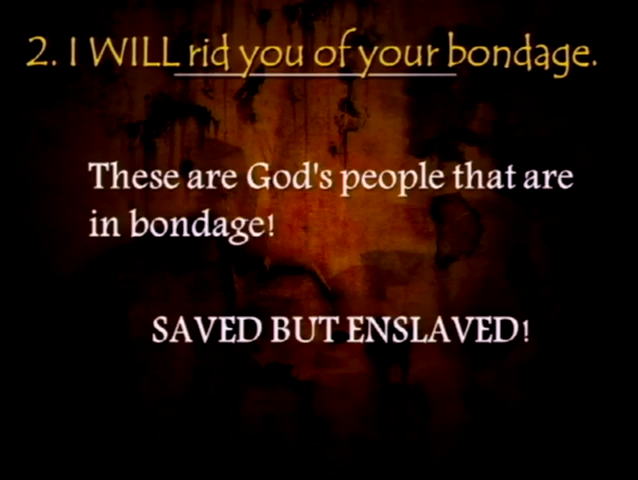 2. I WILL rid you of your bondage.
These are God's people that are
in bondage!
SAVED BUT ENSLAVED!